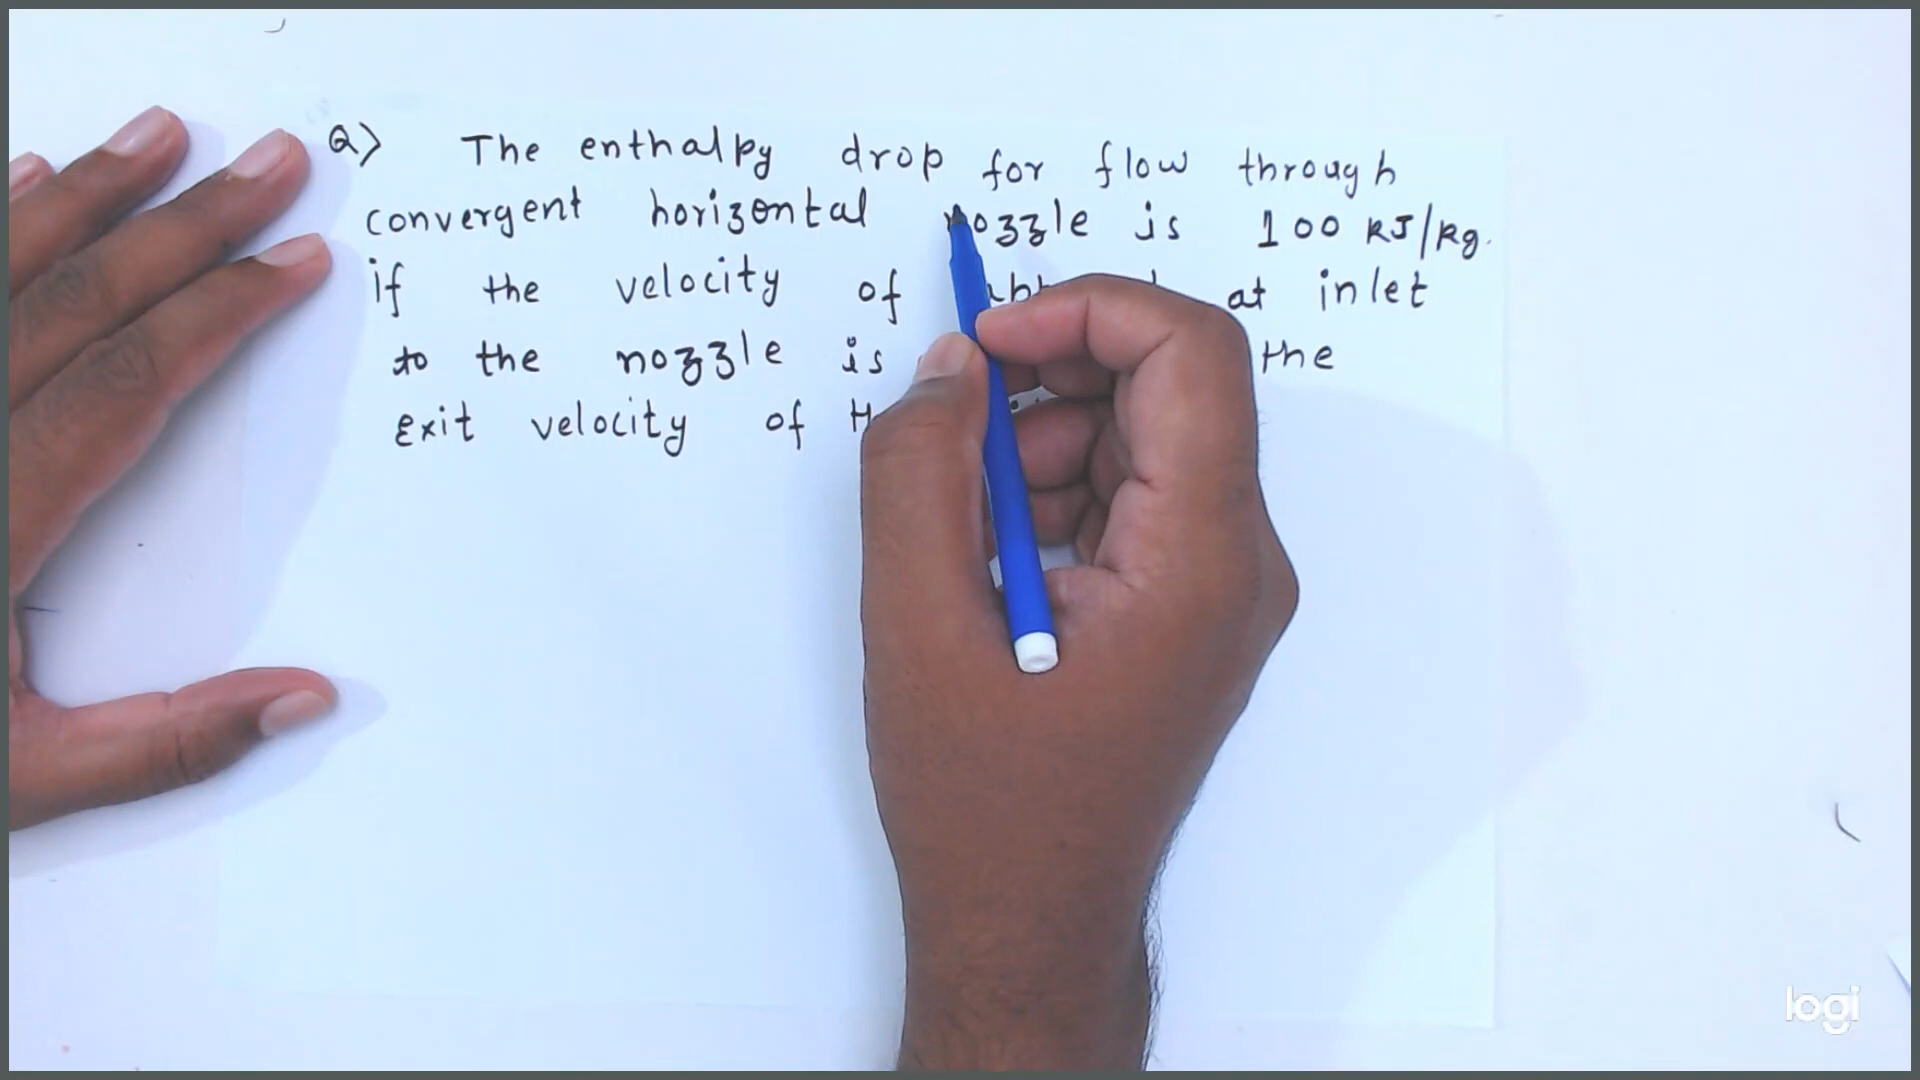 Q) The enthalpy drop for flow through
convergent horizontal nozzle is 100 KJ/Kg.
if the velocity of at inlet
to the nozzle is the
Exit velocity of
logi